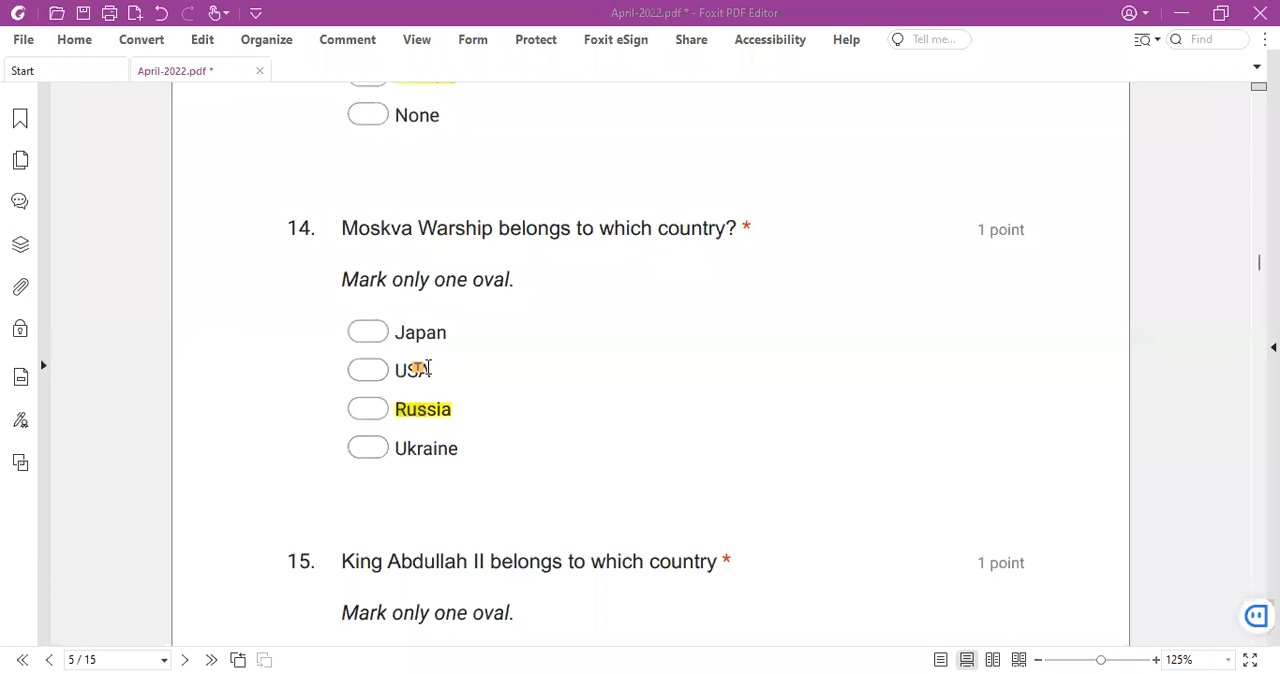 April-2022.pdf * - Foxit PDF Editor
File Home Convert Edit Organize Comment View Form Protect Foxit eSign Share Accessibility Help Tell me... Find
Start April-2022.pdf *
None
14. Moskva Warship belongs to which country? * 1 point
Mark only one oval.
Japan
USA
Russia
Ukraine
15. King Abdullah II belongs to which country * 1 point
Mark only one oval.
5 / 15 125%